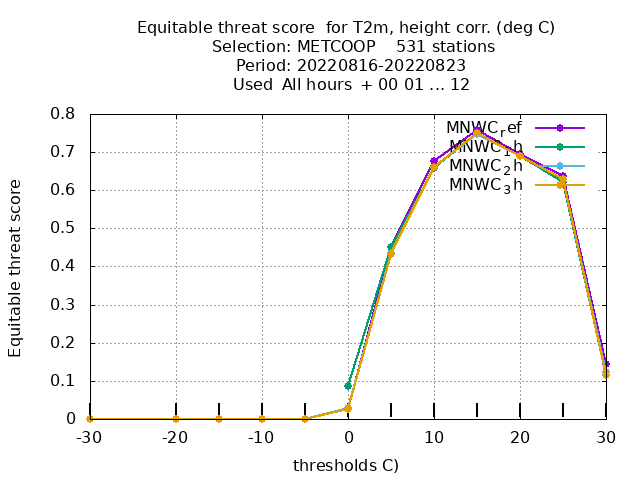 Equitable threat score  for T2m, height corr. (deg C)
Selection: METCOOP    531 stations
Period: 20220816-20220823
Used  All hours  + 00 01 ... 12
Equitable threat score
0.8
0.7
0.6
0.5
0.4
0.3
0.2
0.1
0
MNWC_ref
MNWC_1h
MNWC_2h
MNWC_3h
-30
-20
-10
0
10
20
30
thresholds C)